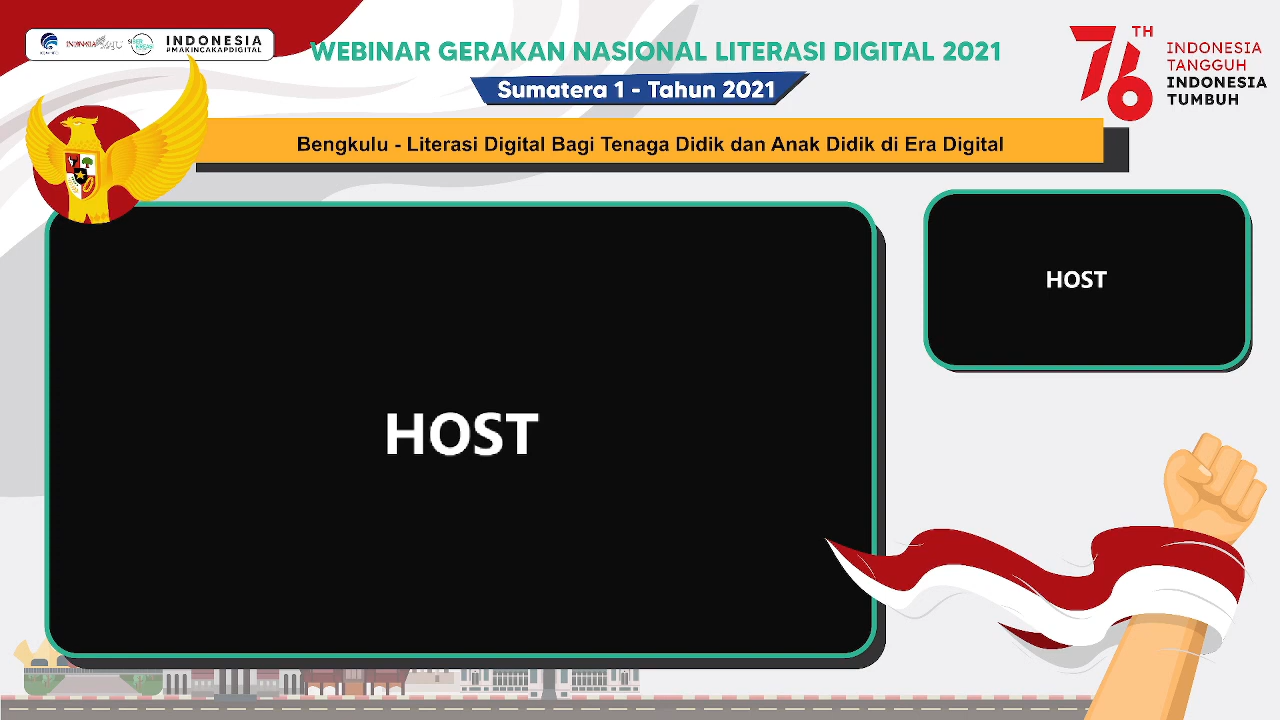 INDONESIA
#MAKINCAKAPDIGITAL
WEBINAR GERAKAN NASIONAL LITERASI DIGITAL 2021
Sumatera 1 - Tahun 2021
76 TH
INDONESIA
TANGGUH
INDONESIA
TUMBUH
Bengkulu - Literasi Digital Bagi Tenaga Didik dan Anak Didik di Era Digital
HOST
HOST